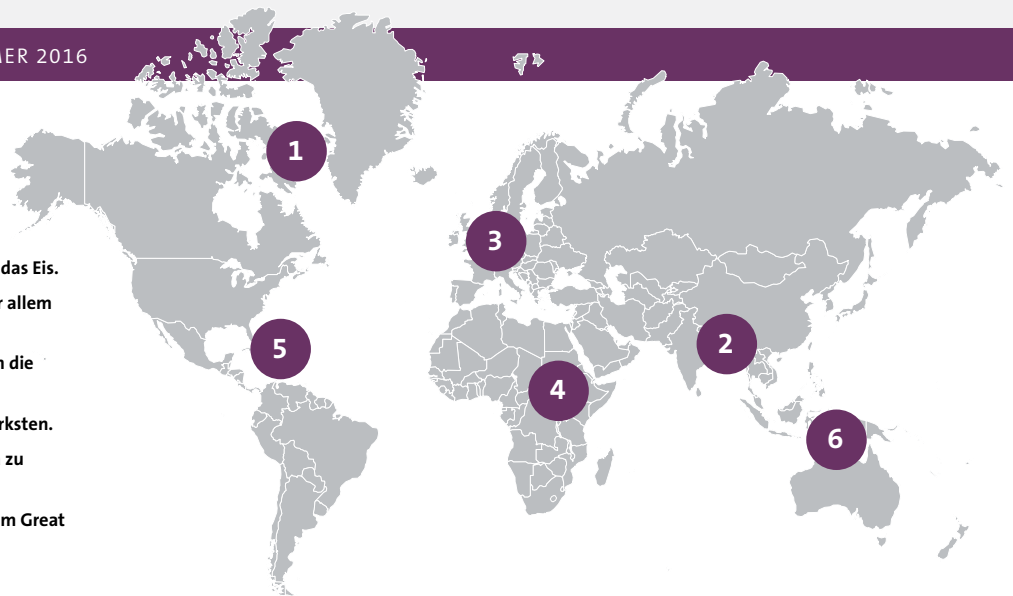 ER 2016
1
das Eis.
3
r allem
5
2
n die
4
rksten.
6
zu
m Great